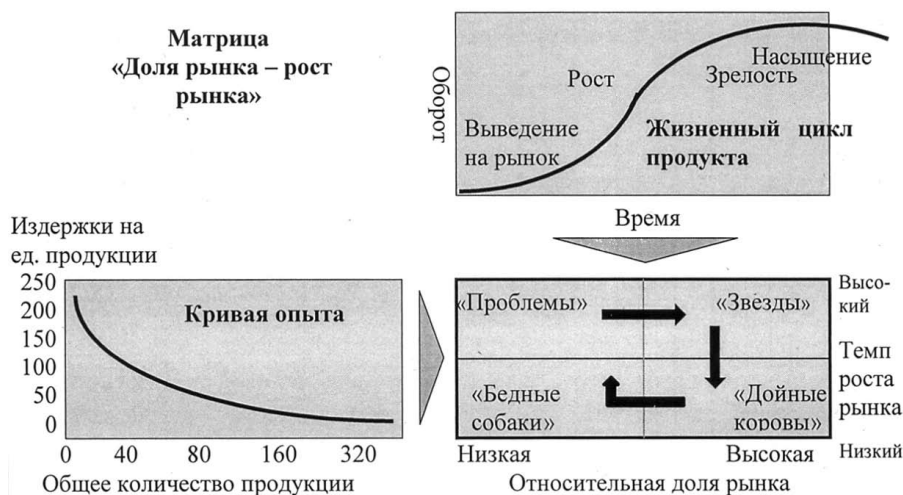 Матрица
«Доля рынка – рост
рынка»
Оборот
Насыщение
Рост
Зрелость
Выведение
на рынок
Жизненный цикл
продукта
Время
Издержки на
ед. продукции
250
200
150
100
50
0
Кривая опыта
0 40 80 160 320
Общее количество продукции
«Проблемы»
«Звезды»
«Бедные
собаки»
«Дойные
коровы»
Высо-
кий
Темп
роста
рынка
Низкий
Низкая
Высокая
Относительная доля рынка